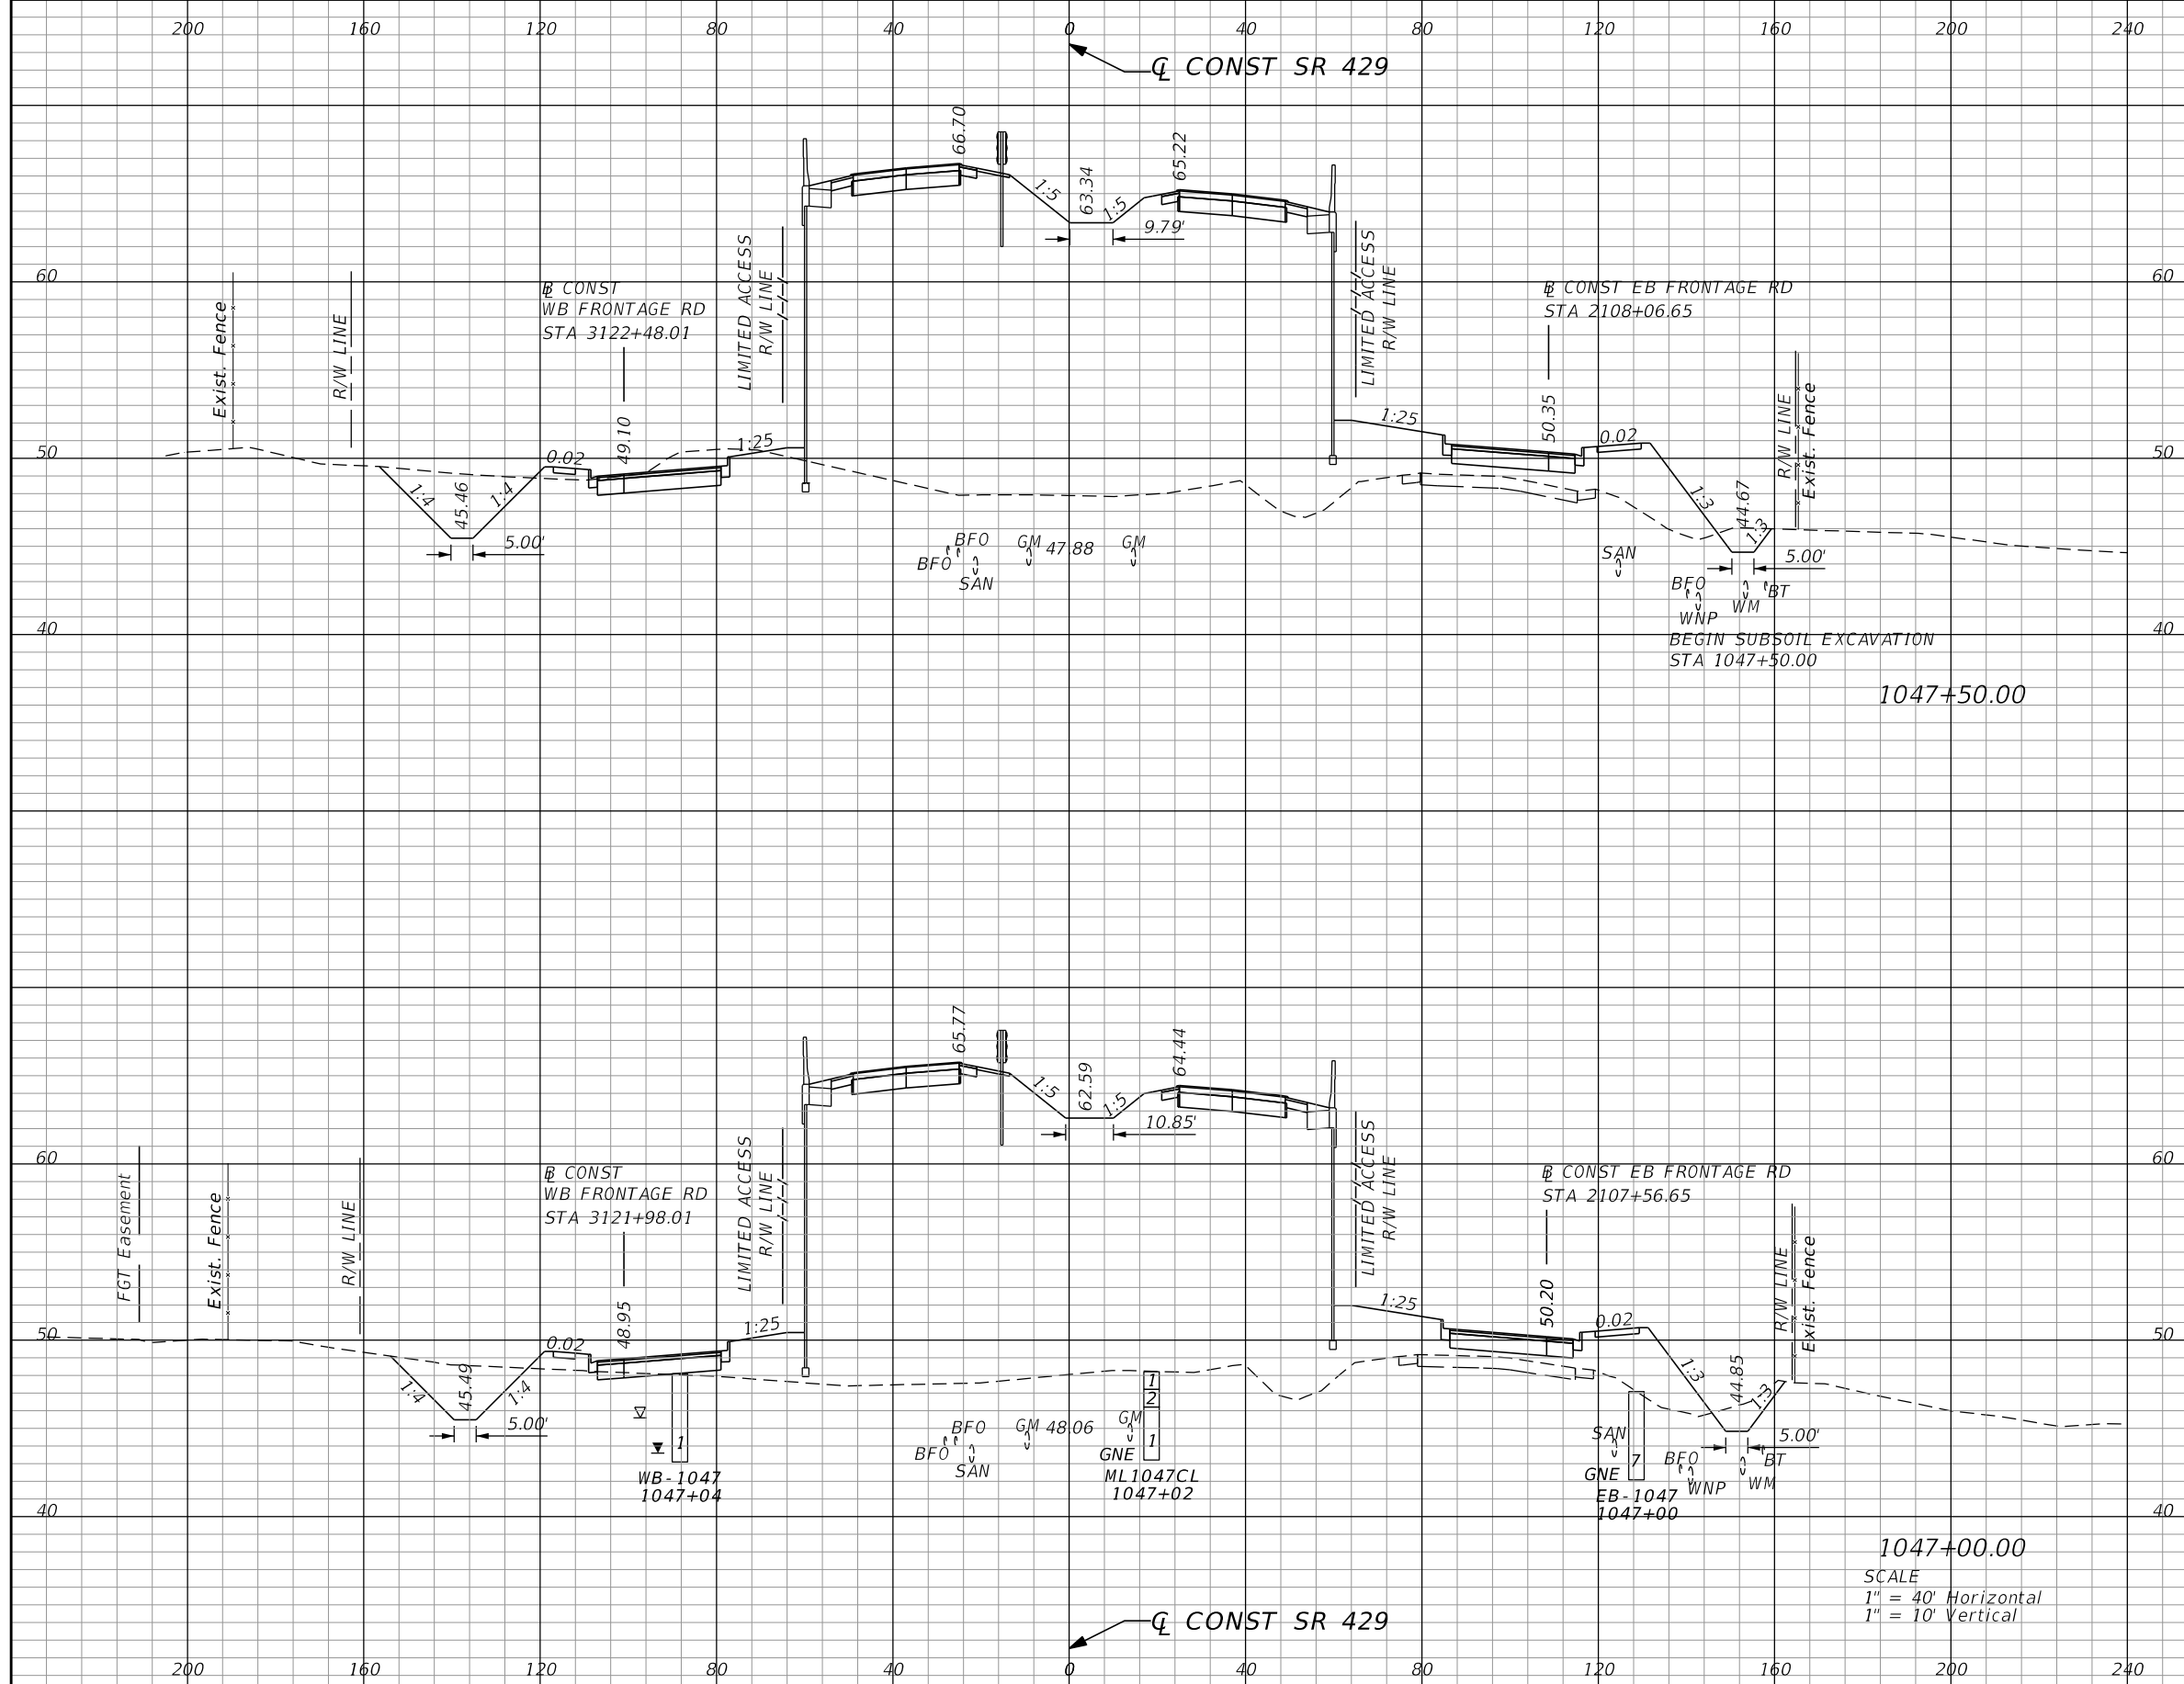 200 160 120 80 40 0 40 80 120 160 200 240
℄ CONST SR 429
66.70
65.22
63.34
1:5
1:5
9.79'
60
60
Exist. Fence
R/W LINE
BL CONST
WB FRONTAGE RD
STA 3122+48.01
LIMITED ACCESS
R/W LINE
LIMITED ACCESS
R/W LINE
BL CONST EB FRONTAGE RD
STA 2108+06.65
R/W LINE
Exist. Fence
50
50
1:4
45.46
1:4
5.00'
0.02
49.10
1:25
1:25
50.35
0.02
1:3
44.67
1:3
5.00'
BFO
BFO
SAN
GM
47.88
GM
SAN
BFO
WNP
WM
BT
40
40
BEGIN SUBSOIL EXCAVATION
STA 1047+50.00
1047+50.00
65.77
64.44
62.59
1:5
1:5
10.85'
60
60
FGT Easement
Exist. Fence
R/W LINE
BL CONST
WB FRONTAGE RD
STA 3121+98.01
LIMITED ACCESS
R/W LINE
LIMITED ACCESS
R/W LINE
BL CONST EB FRONTAGE RD
STA 2107+56.65
R/W LINE
Exist. Fence
50
50
1:4
45.49
1:4
5.00'
0.02
48.95
1:25
1:25
50.20
0.02
1:3
44.85
1:3
5.00'
1
WB-1047
1047+04
BFO
BFO
SAN
GM
48.06
GM
1
2
1
GNE
ML1047CL
1047+02
SAN
7
GNE
EB-1047
1047+00
BFO
WNP
WM
BT
40
40
1047+00.00
SCALE
1" = 40' Horizontal
1" = 10' Vertical
℄ CONST SR 429
200 160 120 80 40 0 40 80 120 160 200 240